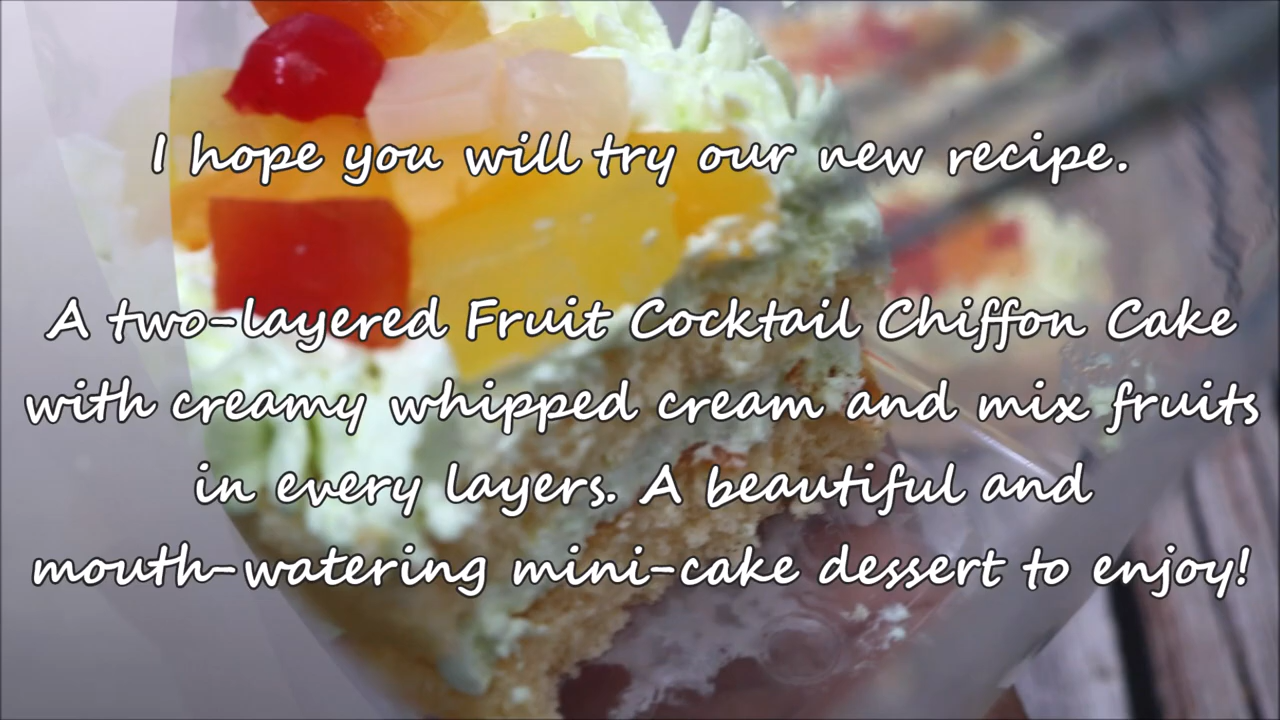 I hope you will try our new recipe.
A two-layered Fruit Cocktail Chiffon Cake
with creamy whipped cream and mix fruits
in every layers. A beautiful and
mouth-watering mini-cake dessert to enjoy!